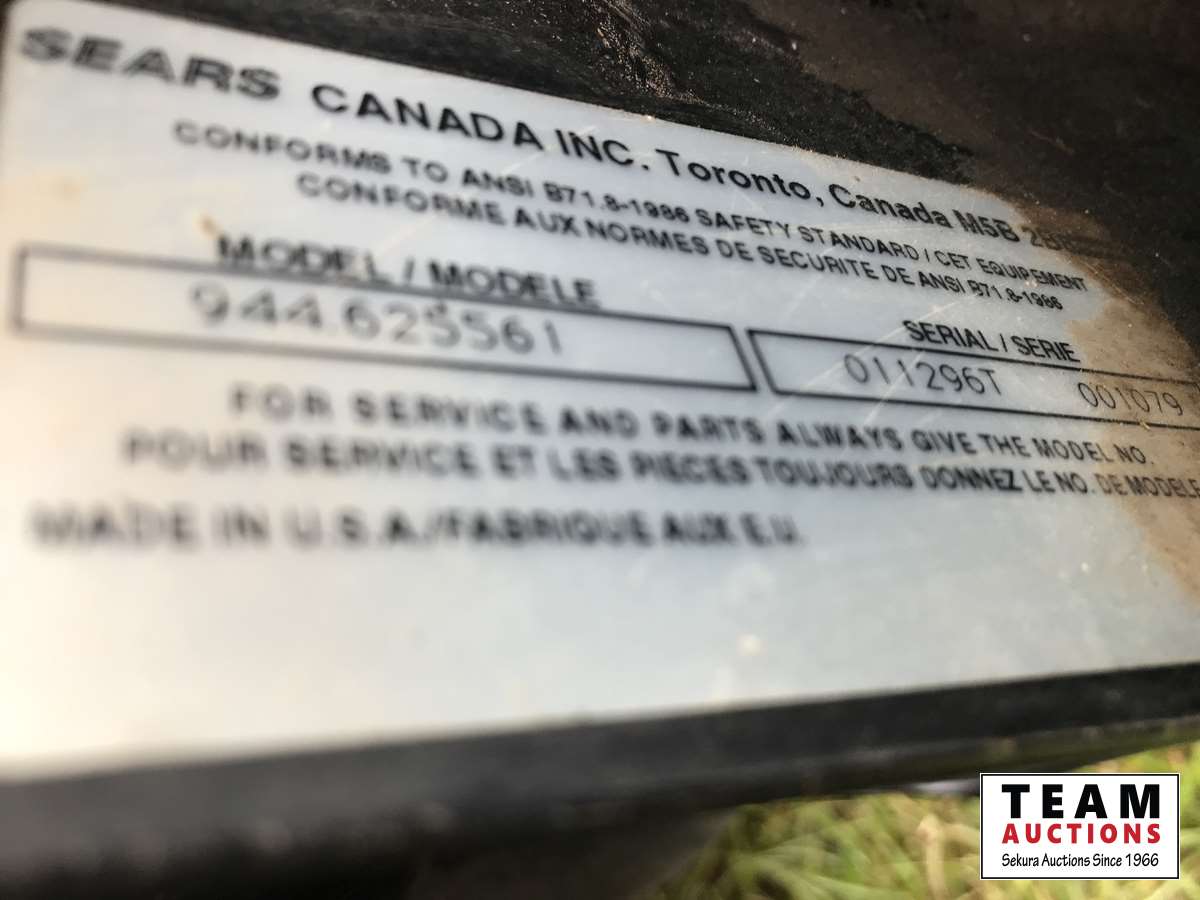 SEARS CANADA INC. Toronto, Canada M5B
CONFORMS TO ANSI B71.8-1986 SAFETY STANDARD / CET EQUIPEMENT
CONFORME AUX NORMES DE SECURITE DE ANSI B71.8-1986
MODEL / MODELE
944.625561
SERIAL / SERIE
011296T 001079
FOR SERVICE AND PARTS ALWAYS GIVE THE MODEL NO.
POUR SERVICE ET LES PIECES TOUJOURS DONNEZ LE NO. DE MODELE
MADE IN U.S.A./FABRIQUE AUX E.U.
TEAM
AUCTIONS
Sekura Auctions Since 1966